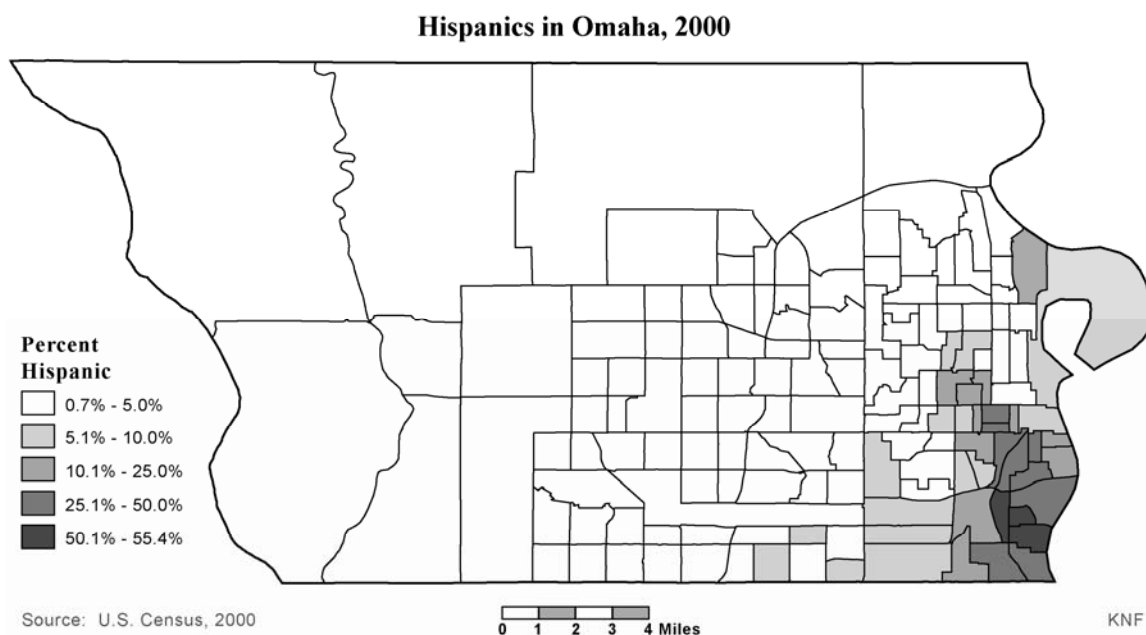 Hispanics in Omaha, 2000
Percent
Hispanic
0.7% - 5.0%
5.1% - 10.0%
10.1% - 25.0%
25.1% - 50.0%
50.1% - 55.4%
Source: U.S. Census, 2000
0 1 2 3 4 Miles
KNF